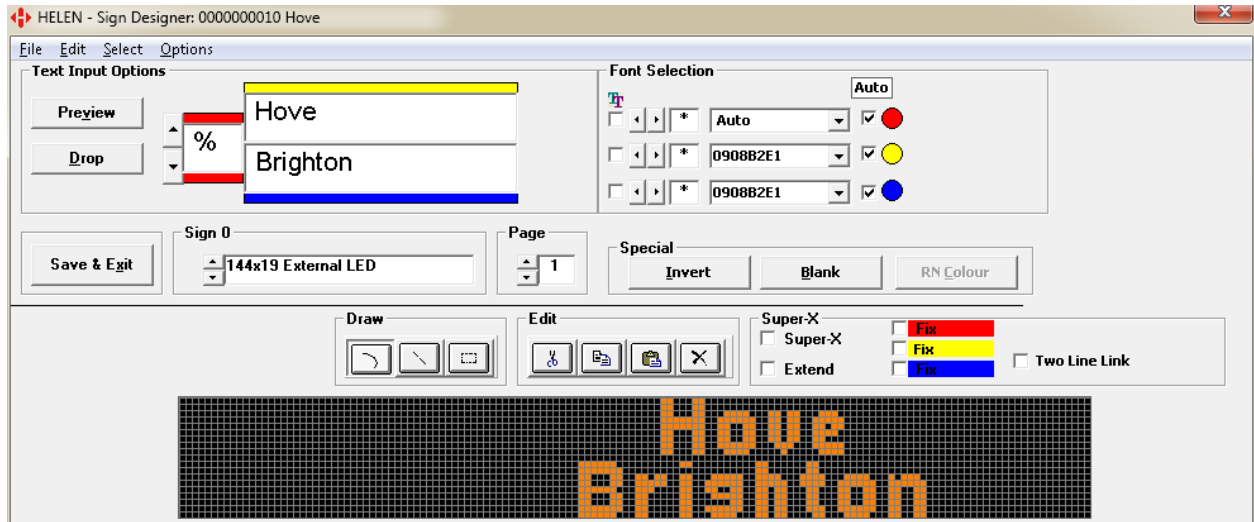 HELEN - Sign Designer: 0000000010 Hove
File Edit Select Options
Text Input Options
Font Selection
Auto
Preview
Drop
%
Hove
Brighton
* Auto
* 0908B2E1
* 0908B2E1
Save & Exit
Sign 0
144x19 External LED
Page
1
Special
Invert
Blank
RN Colour
Draw
Edit
Super-X
Super-X
Extend
Fix
Fix
Fix
Two Line Link
Hove
Brighton